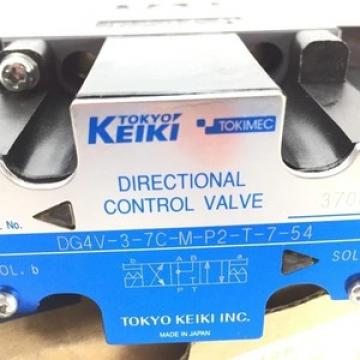 TOKYO
KEIKI TOKIMEC
DIRECTIONAL
CONTROL VALVE
No. 370
DG4V-3-7C-M-P2-T-7-54
OL. b SOL
b A B a
P T
TOKYO KEIKI INC.
MADE IN JAPAN